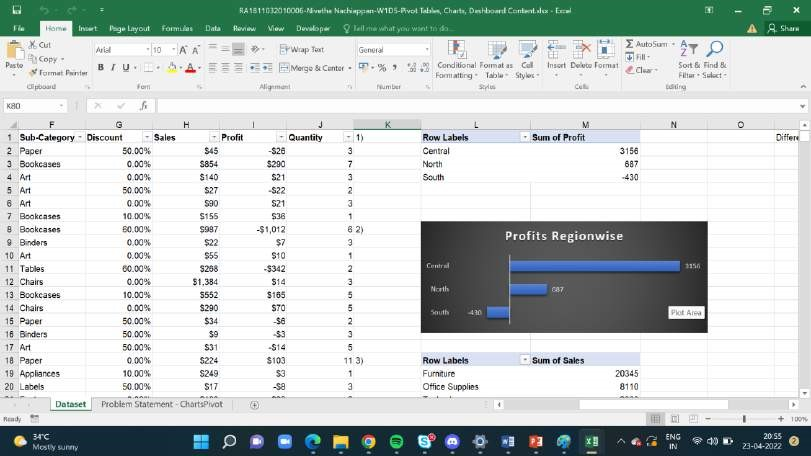 RA1811032010006-Nivetha Nachiappan-W1D5-Pivot Tables, Charts, Dashboard Content.xlsx - Excel
File Home Insert Page Layout Formulas Data Review View Developer Tell me what you want to do... Share
Cut
Copy
Format Painter
Paste
Clipboard
Arial 10
Font
Wrap Text
Merge & Center
Alignment
General
Number
Conditional Formatting
Format as Table
Cell Styles
Styles
Insert Delete Format
Cells
AutoSum
Fill
Clear
Sort & Filter
Find & Select
Editing
K80
fx
F G H I J K L M N O
1 Sub-Category Discount Sales Profit Quantity 1) Row Labels Sum of Profit Differe
2 Paper 50.00% $45 -$26 3 Central 3156
3 Bookcases 0.00% $854 $290 7 North 687
4 Art 0.00% $140 $21 3 South -430
5 Art 50.00% $27 -$22 2
6 Art 0.00% $90 $21 3
7 Bookcases 10.00% $155 $36 1
8 Bookcases 60.00% $987 -$1,012 6 2)
9 Binders 0.00% $22 $7 3
10 Art 0.00% $55 $10 1
11 Tables 60.00% $268 -$342 2
12 Chairs 0.00% $1,384 $14 3
13 Bookcases 10.00% $552 $165 5
14 Chairs 0.00% $290 $70 5
15 Paper 50.00% $34 -$6 2
16 Binders 50.00% $9 -$3 3
17 Art 50.00% $31 -$14 5
18 Paper 0.00% $224 $103 11 3) Row Labels Sum of Sales
19 Appliances 10.00% $249 $3 1 Furniture 20345
20 Labels 50.00% $17 -$8 3 Office Supplies 8110
Profits Regionwise
Central 3156
North 687
South -430
Plot Area
Dataset Problem Statement - ChartsPivot
Ready
100%
34°C
Mostly sunny
ENG
IN
20:55
23-04-2022
2